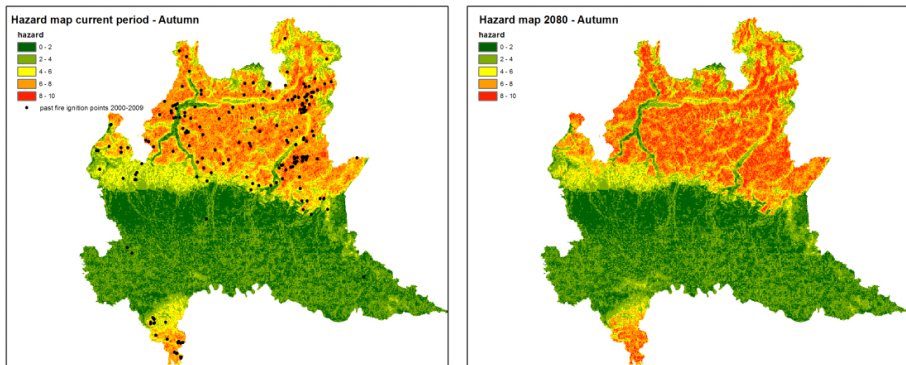 Hazard map current period - Autumn
hazard
0 - 2
2 - 4
4 - 6
6 - 8
8 - 10
past fire ignition points 2000-2009
Hazard map 2080 - Autumn
hazard
0 - 2
2 - 4
4 - 6
6 - 8
8 - 10